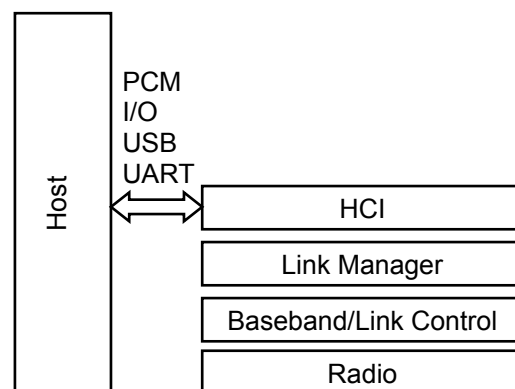 Host
PCM
I/O
USB
UART
HCI
Link Manager
Baseband/Link Control
Radio